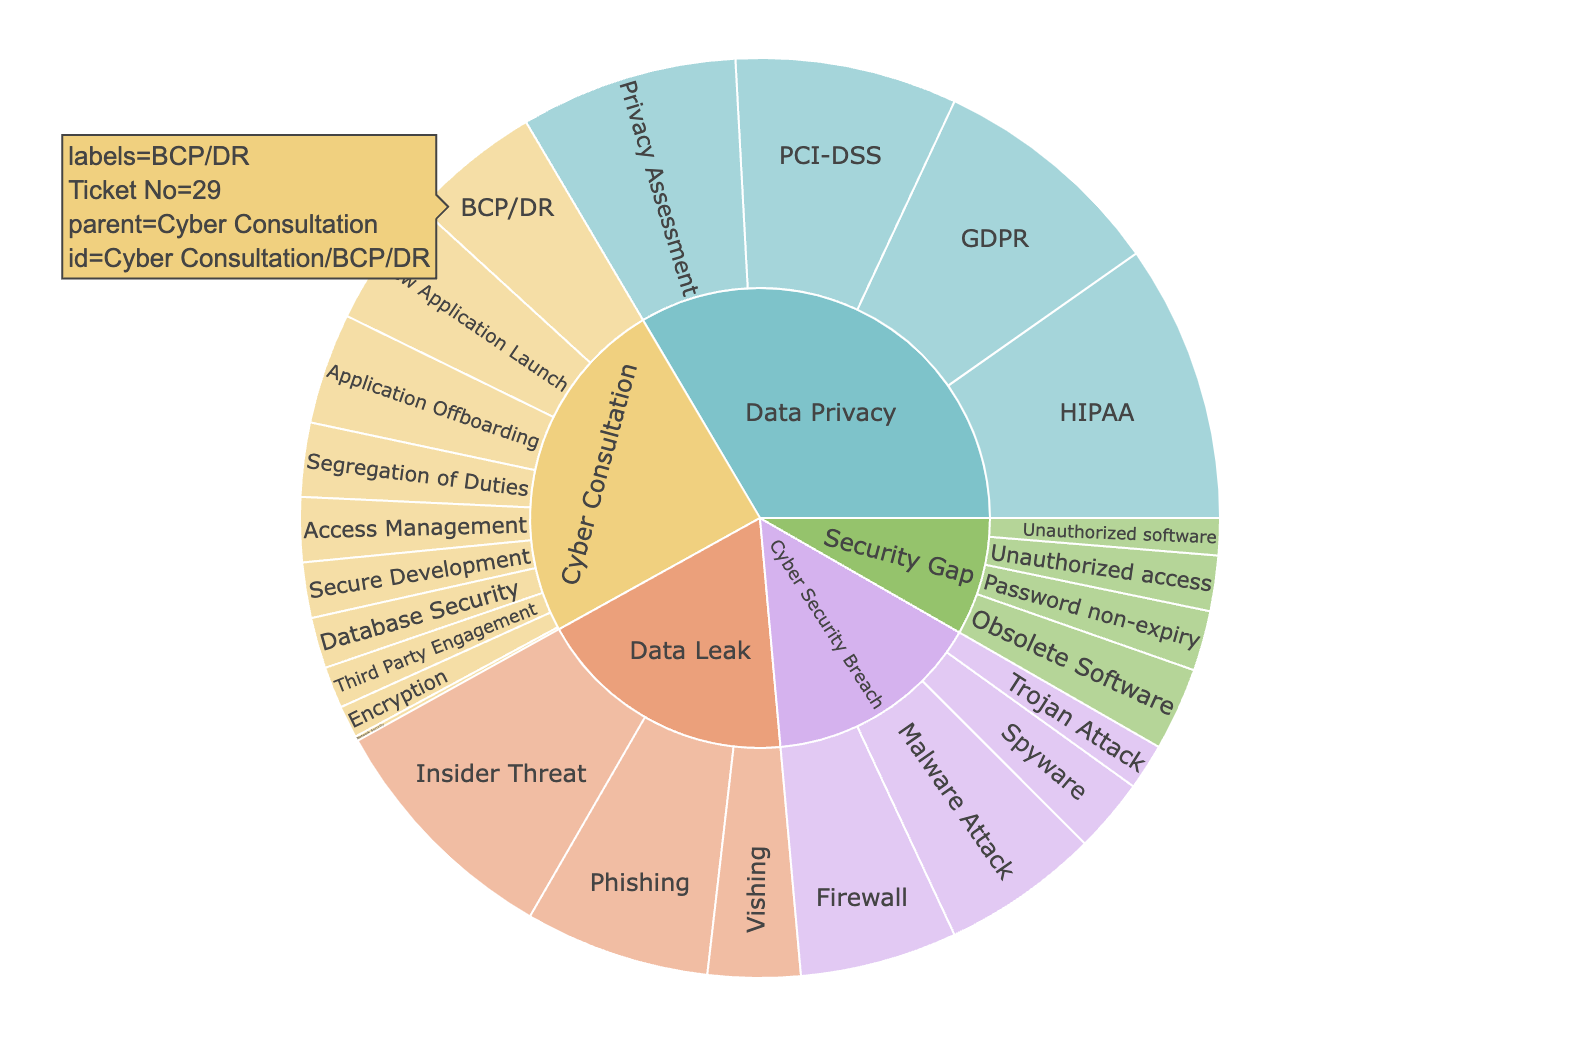 labels=BCP/DR
Ticket No=29
parent=Cyber Consultation
id=Cyber Consultation/BCP/DR
Privacy Assessment
PCI-DSS
GDPR
HIPAA
Data Privacy
BCP/DR
Application Launch
Application Offboarding
Segregation of Duties
Access Management
Secure Development
Database Security
Third Party Engagement
Encryption
Cyber Consultation
Data Leak
Insider Threat
Phishing
Vishing
Cyber Security Breach
Firewall
Malware Attack
Spyware
Trojan Attack
Security Gap
Unauthorized software
Unauthorized access
Password non-expiry
Obsolete Software